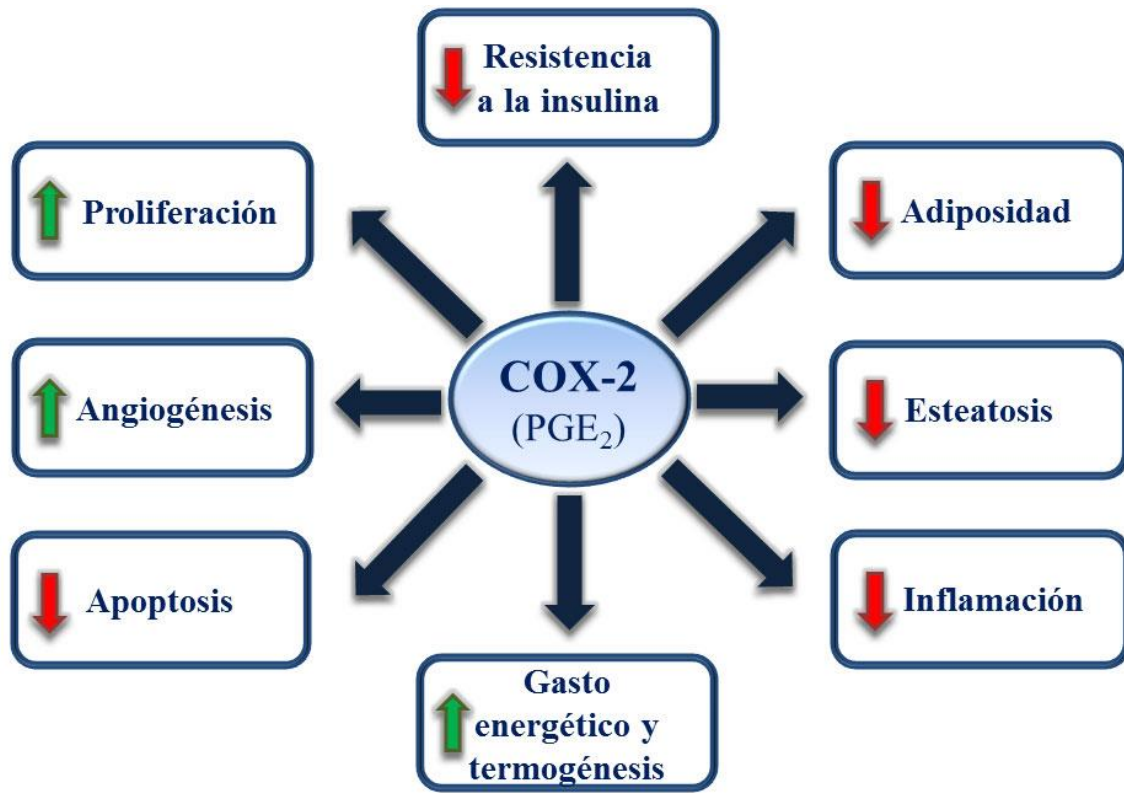 Resistencia
a la insulina
Proliferación
Adiposidad
Angiogénesis
COX-2
(PGE₂)
Esteatosis
Apoptosis
Inflamación
Gasto
energético y
termogénesis